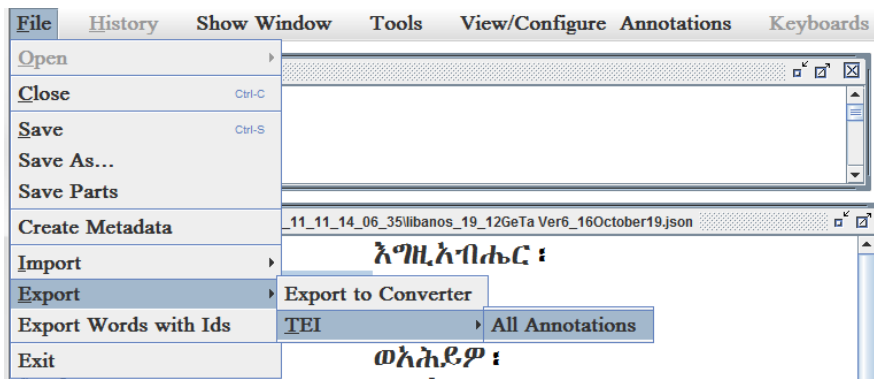 File History Show Window Tools View/Configure Annotations Keyboards
Open
Close Ctrl-C
Save Ctrl-S
Save As...
Save Parts
Create Metadata
_11_11_14_06_35\libanos_19_12GeTa Ver6_16October19.json
እግዚአብሔር ፡
Import
Export
Export to Converter
Export Words with Ids
TEI
All Annotations
Exit
ወአሕይዎ ፡